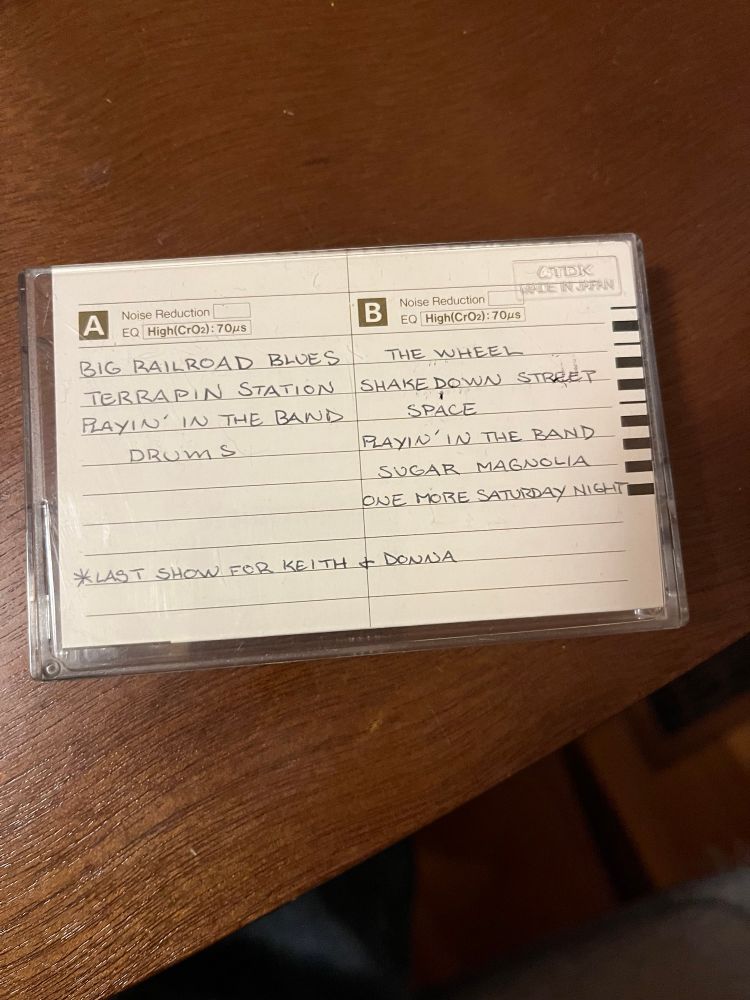 TDK
MADE IN JAPAN
A Noise Reduction
EQ High(CrO₂): 70µs
BIG RAILROAD BLUES
TERRAPIN STATION
PLAYIN' IN THE BAND
DRUMS
B Noise Reduction
EQ High(CrO₂): 70µs
THE WHEEL
SHAKEDOWN STREET
SPACE
PLAYIN' IN THE BAND
SUGAR MAGNOLIA
ONE MORE SATURDAY NIGHT
*LAST SHOW FOR KEITH & DONNA